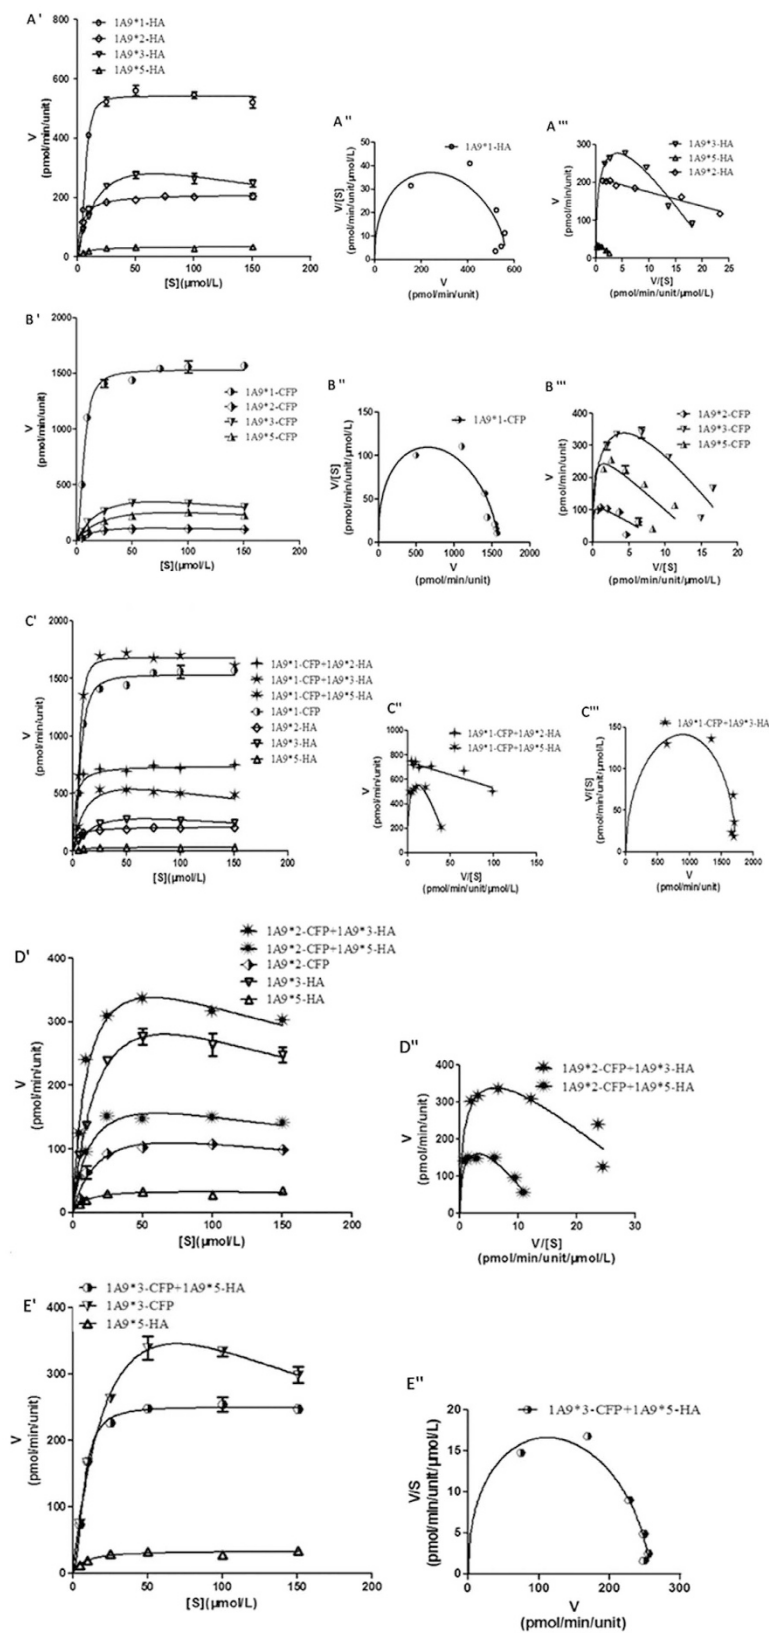 A'
1A9*1-HA
1A9*2-HA
1A9*3-HA
1A9*5-HA
V
(pmol/min/unit)
800
600
400
200
0
0 50 100 150 200
[S](μmol/L)
A"
1A9*1-HA
V/[S]
(pmol/min/unit/μmol/L)
50
40
30
20
10
0
0 200 400 600
V
(pmol/min/unit)
A'''
1A9*3-HA
1A9*5-HA
1A9*2-HA
V
(pmol/min/unit)
300
200
100
0
0 5 10 15 20 25
V/[S]
(pmol/min/unit/μmol/L)
B'
1A9*1-CFP
1A9*2-CFP
1A9*3-CFP
1A9*5-CFP
V
(pmol/min/unit)
2000
1500
1000
500
0
0 50 100 150 200
[S](μmol/L)
B"
1A9*1-CFP
V/[S]
(pmol/min/unit/μmol/L)
150
100
50
0
0 500 1000 1500 2000
V
(pmol/min/unit)
B'''
1A9*2-CFP
1A9*3-CFP
1A9*5-CFP
V
(pmol/min/unit)
400
300
200
100
0
0 5 10 15 20
V/[S]
(pmol/min/unit/μmol/L)
C'
1A9*1-CFP+1A9*2-HA
1A9*1-CFP+1A9*3-HA
1A9*1-CFP+1A9*5-HA
1A9*1-CFP
1A9*2-HA
1A9*3-HA
1A9*5-HA
V
(pmol/min/unit)
2000
1500
1000
500
0
0 50 100 150 200
[S](μmol/L)
C"
1A9*1-CFP+1A9*2-HA
1A9*1-CFP+1A9*5-HA
V
(pmol/min/unit)
1000
800
600
400
200
0
0 50 100 150
V/[S]
(pmol/min/unit/μmol/L)
C'''
1A9*1-CFP+1A9*3-HA
V/[S]
(pmol/min/unit/μmol/L)
150
100
50
0
0 500 1000 1500 2000
V
(pmol/min/unit)
D'
1A9*2-CFP+1A9*3-HA
1A9*2-CFP+1A9*5-HA
1A9*2-CFP
1A9*3-HA
1A9*5-HA
V
(pmol/min/unit)
400
300
200
100
0
0 50 100 150 200
[S](μmol/L)
D"
1A9*2-CFP+1A9*3-HA
1A9*2-CFP+1A9*5-HA
V
(pmol/min/unit)
400
300
200
100
0
0 10 20 30
V/[S]
(pmol/min/unit/μmol/L)
E'
1A9*3-CFP+1A9*5-HA
1A9*3-CFP
1A9*5-HA
V
(pmol/min/unit)
400
300
200
100
0
0 50 100 150 200
[S](μmol/L)
E"
1A9*3-CFP+1A9*5-HA
V/S
(pmol/min/unit/μmol/L)
20
15
10
5
0
0 100 200 300
V
(pmol/min/unit)